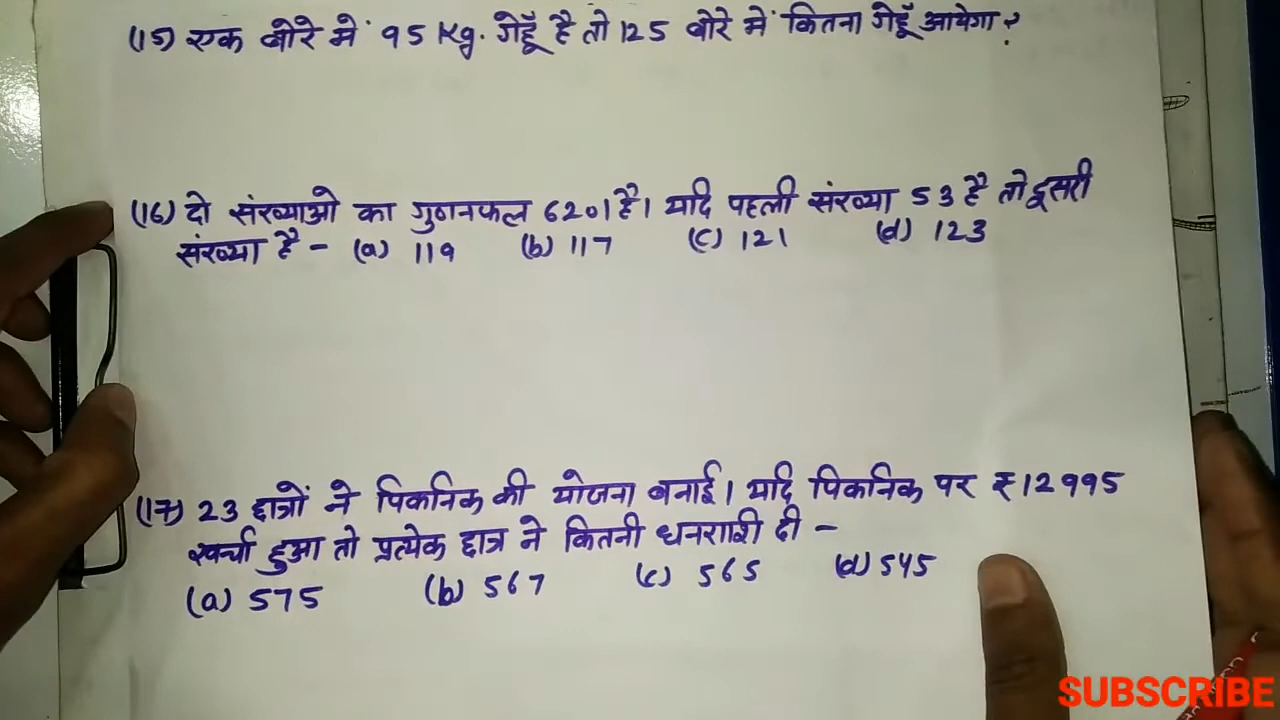 (15) एक बोरे में 95 Kg. गेहूँ है तो 125 बोरे में कितना गेहूँ आयेगा ?
(16) दो संख्याओ का गुणनफल 6201 है। यदि पहली संख्या 53 है तो दूसरी
संख्या है - (a) 119 (b) 117 (c) 121 (d) 123
(17) 23 छात्रों ने पिकनिक की योजना बनाई। यदि पिकनिक पर ₹12995
खर्चा हुआ तो प्रत्येक छात्र ने कितनी धनराशी दी -
(a) 575 (b) 567 (c) 565 (d) 545
SUBSCRIBE